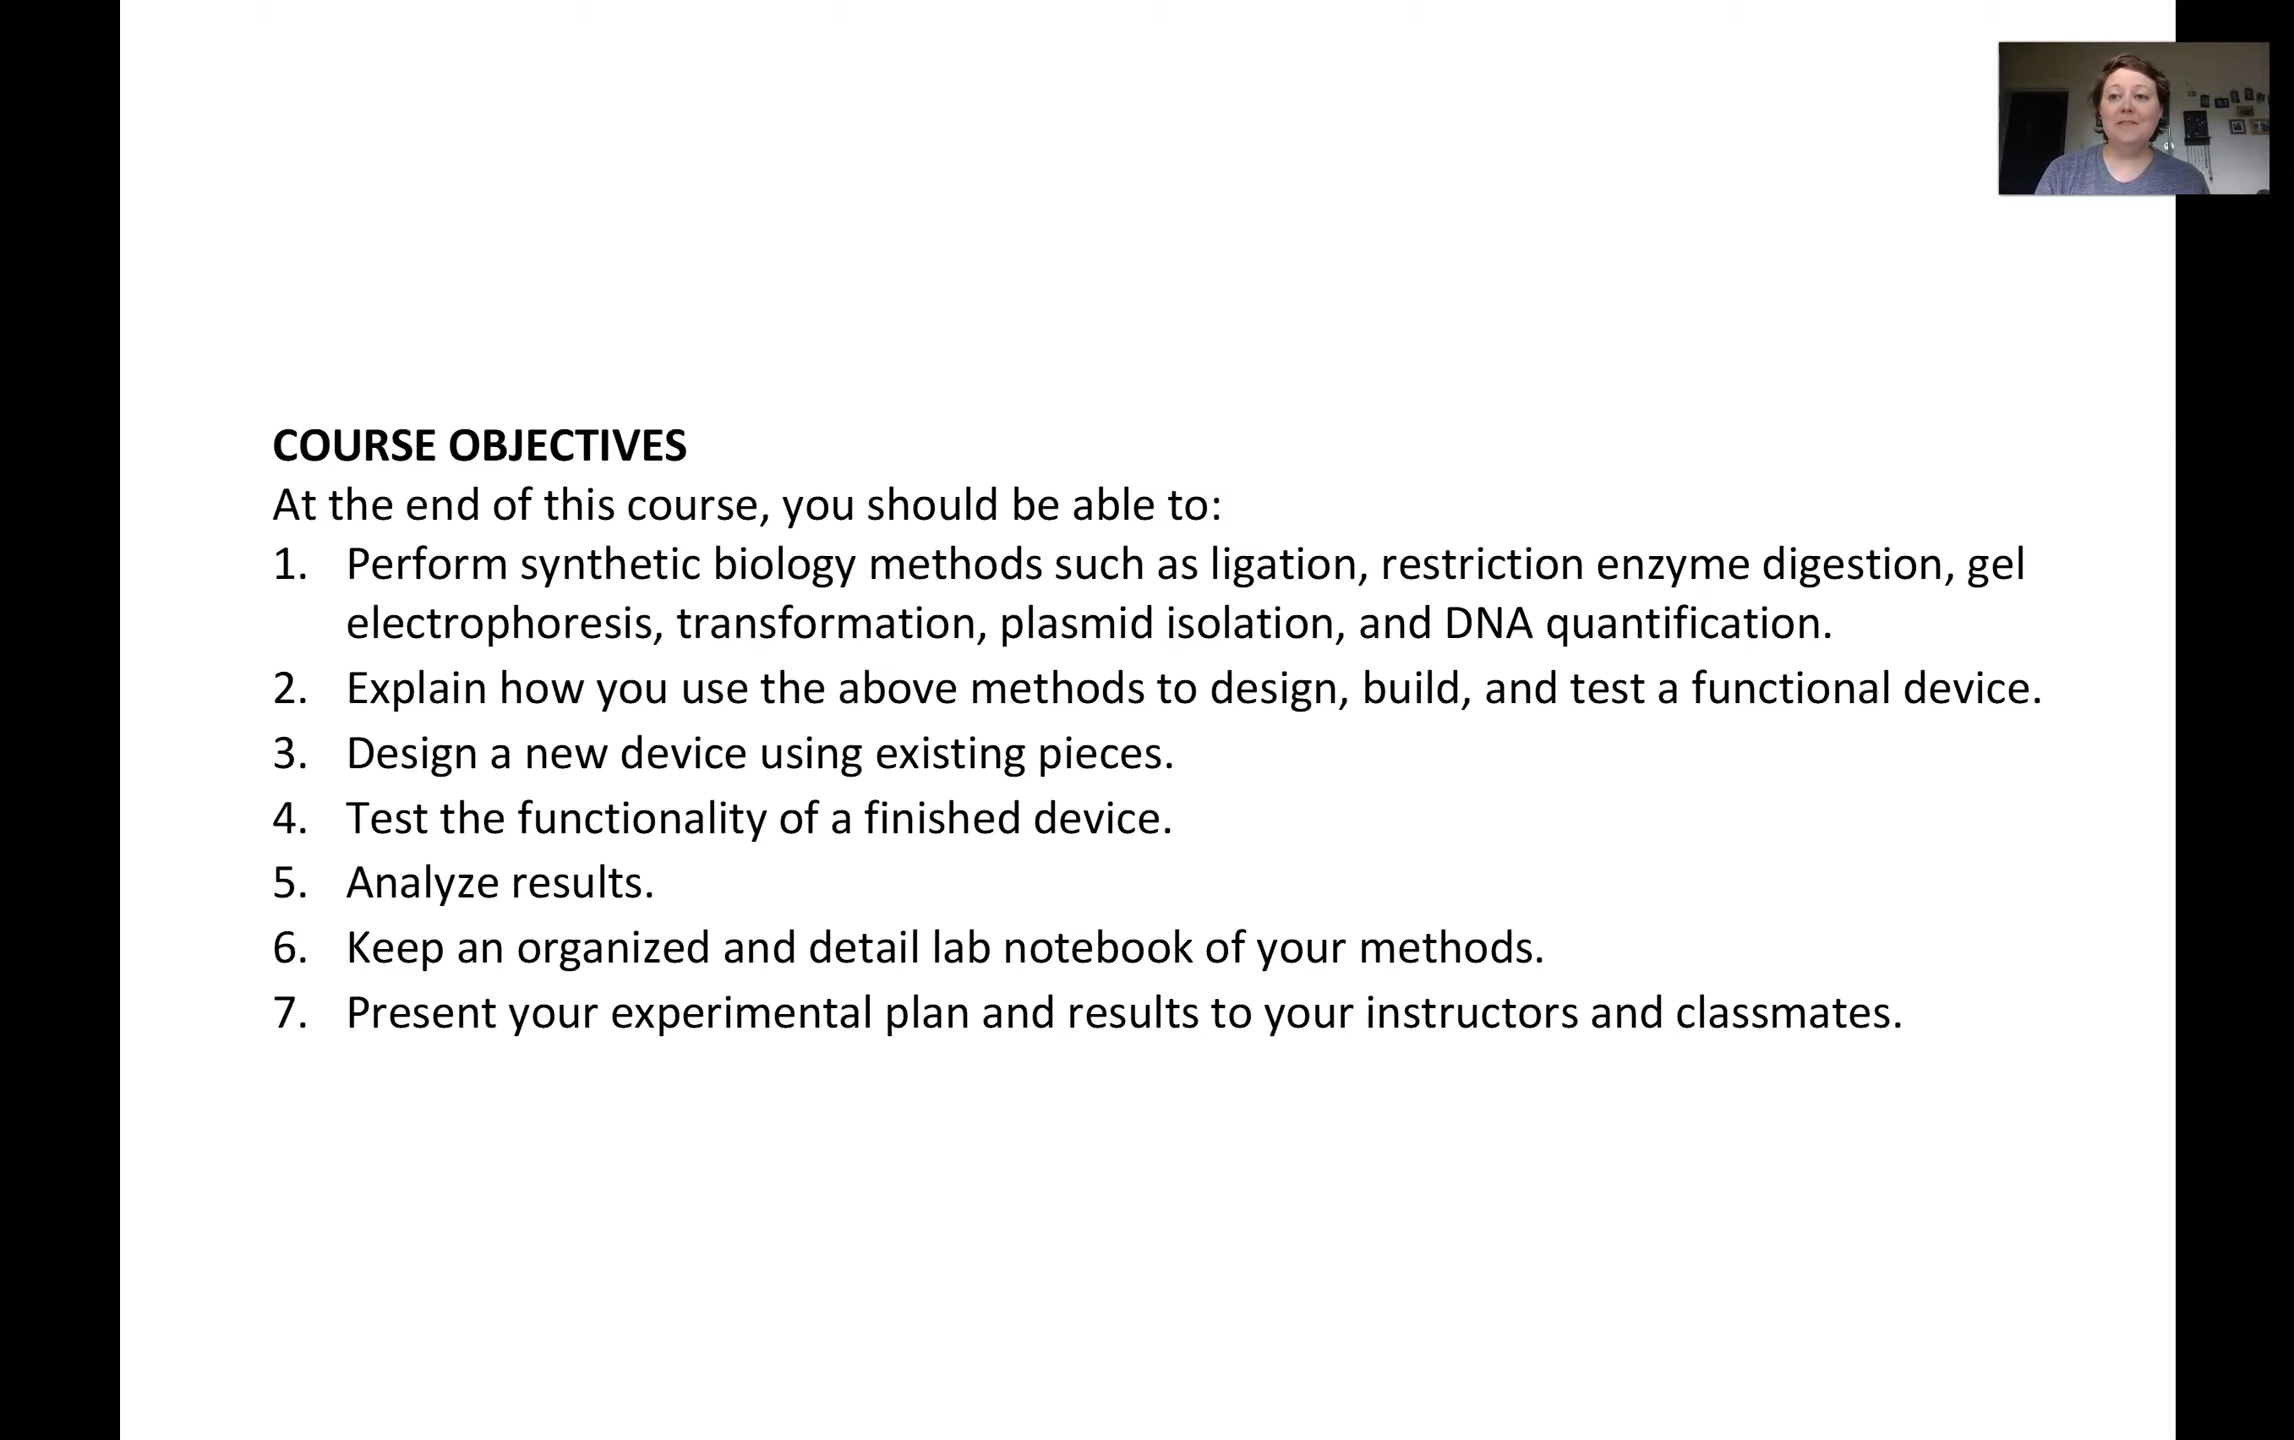 COURSE OBJECTIVES
At the end of this course, you should be able to:
1. Perform synthetic biology methods such as ligation, restriction enzyme digestion, gel
electrophoresis, transformation, plasmid isolation, and DNA quantification.
2. Explain how you use the above methods to design, build, and test a functional device.
3. Design a new device using existing pieces.
4. Test the functionality of a finished device.
5. Analyze results.
6. Keep an organized and detail lab notebook of your methods.
7. Present your experimental plan and results to your instructors and classmates.